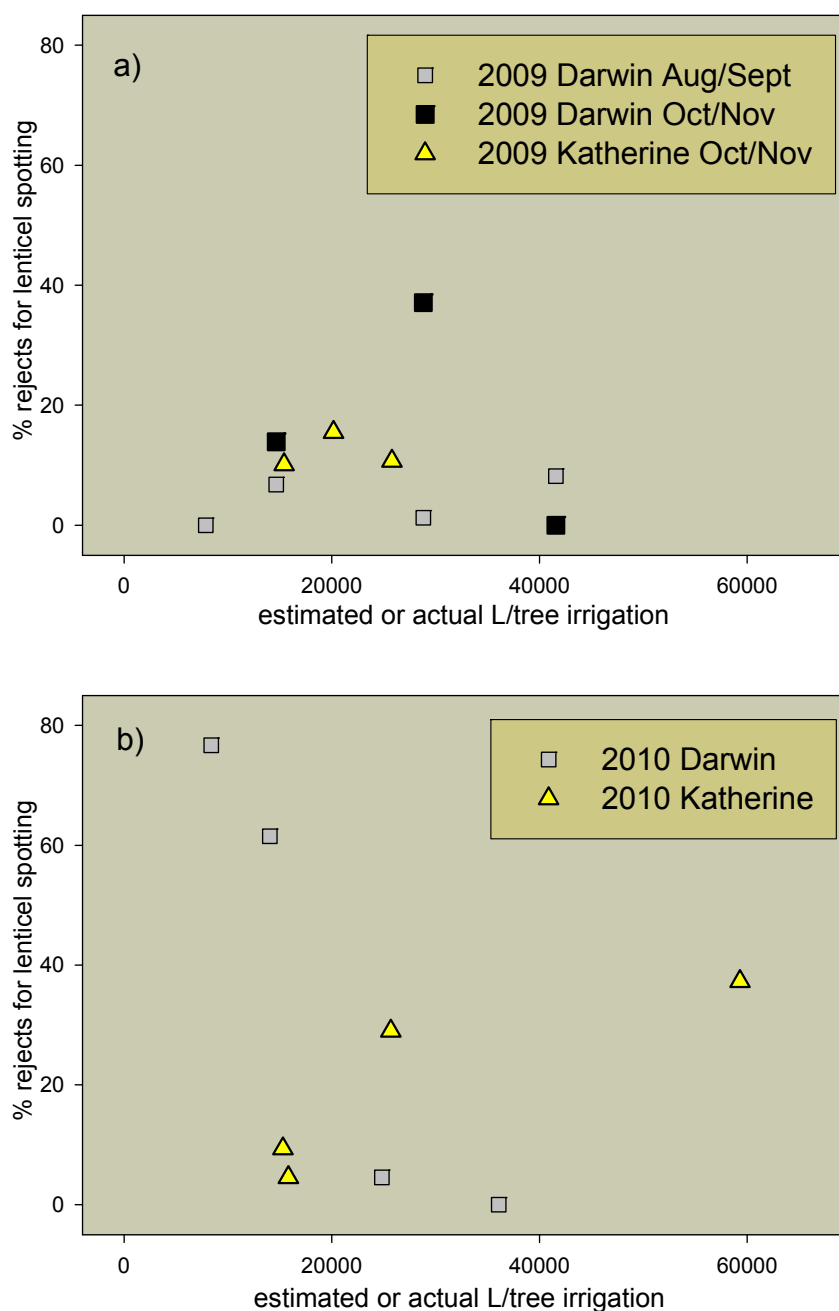 a)
2009 Darwin Aug/Sept
2009 Darwin Oct/Nov
2009 Katherine Oct/Nov
% rejects for lenticel spotting
80
60
40
20
0
0 20000 40000 60000
estimated or actual L/tree irrigation
b)
2010 Darwin
2010 Katherine
% rejects for lenticel spotting
80
60
40
20
0
0 20000 40000 60000
estimated or actual L/tree irrigation